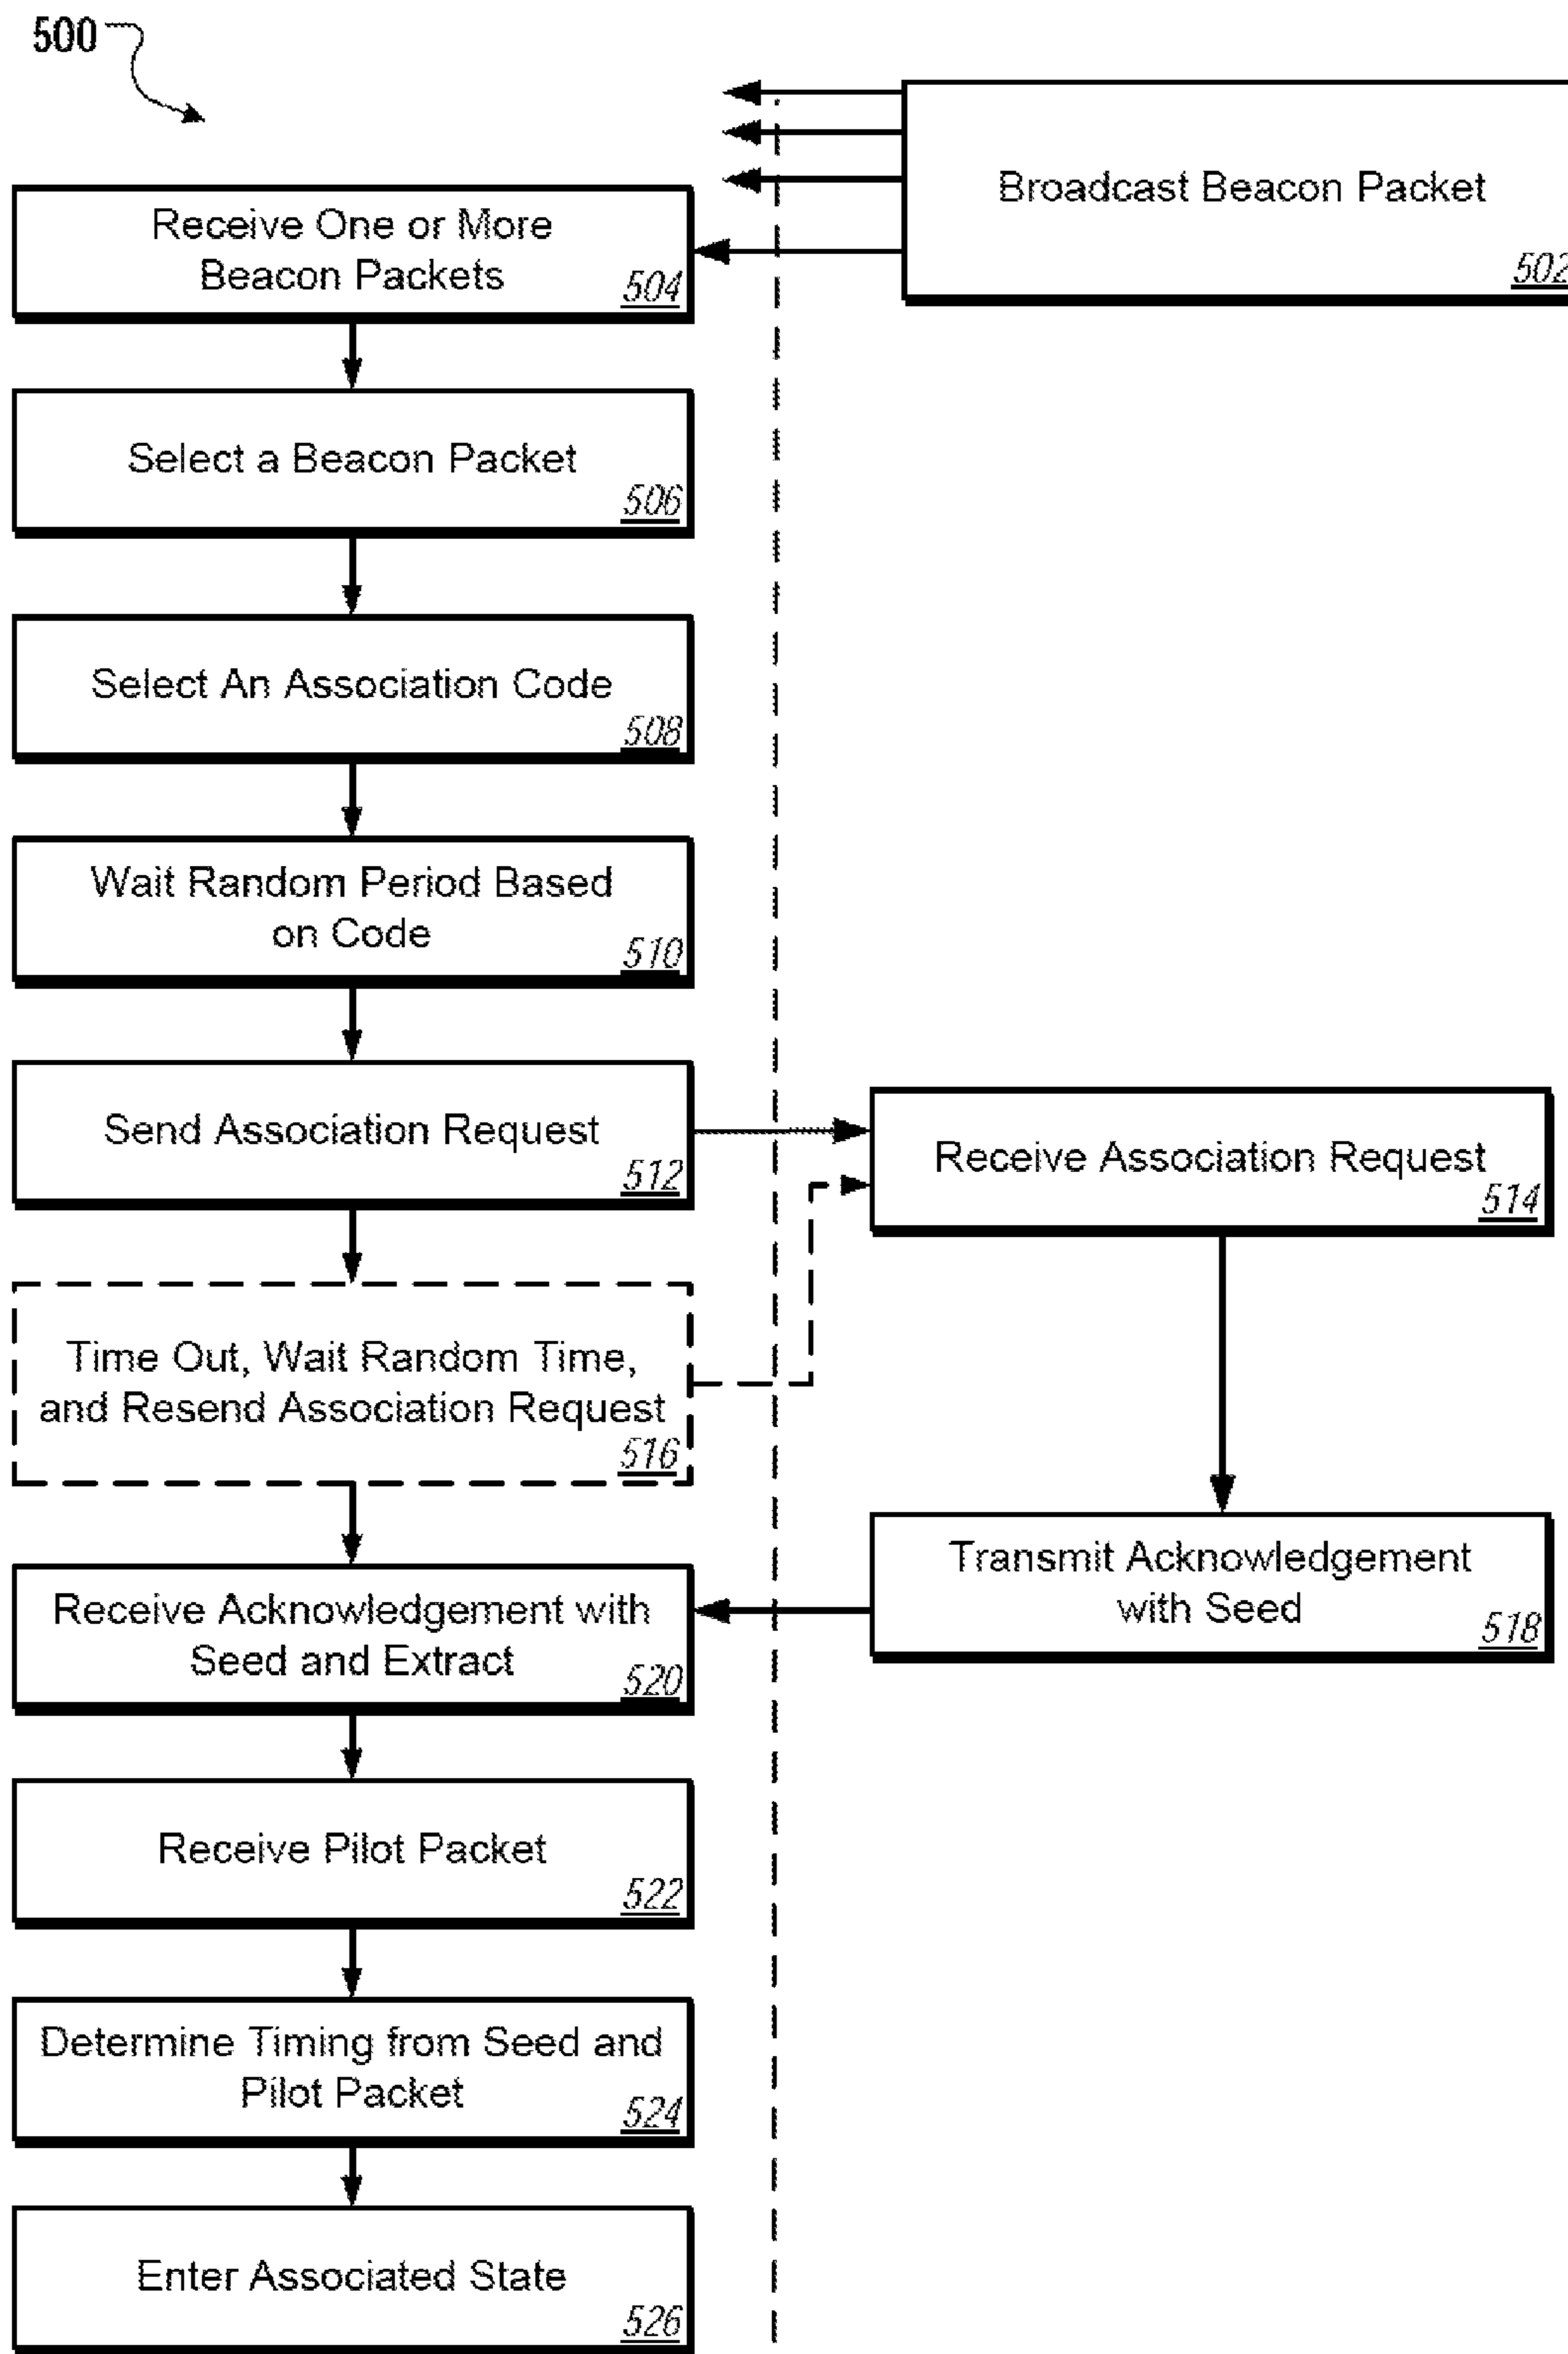 500
Broadcast Beacon Packet
502
Receive One or More
Beacon Packets
504
Select a Beacon Packet
506
Select An Association Code
508
Wait Random Period Based
on Code
510
Send Association Request
512
Receive Association Request
514
Time Out, Wait Random Time,
and Resend Association Request
516
Transmit Acknowledgement
with Seed
518
Receive Acknowledgement with
Seed and Extract
520
Receive Pilot Packet
522
Determine Timing from Seed and
Pilot Packet
524
Enter Associated State
526